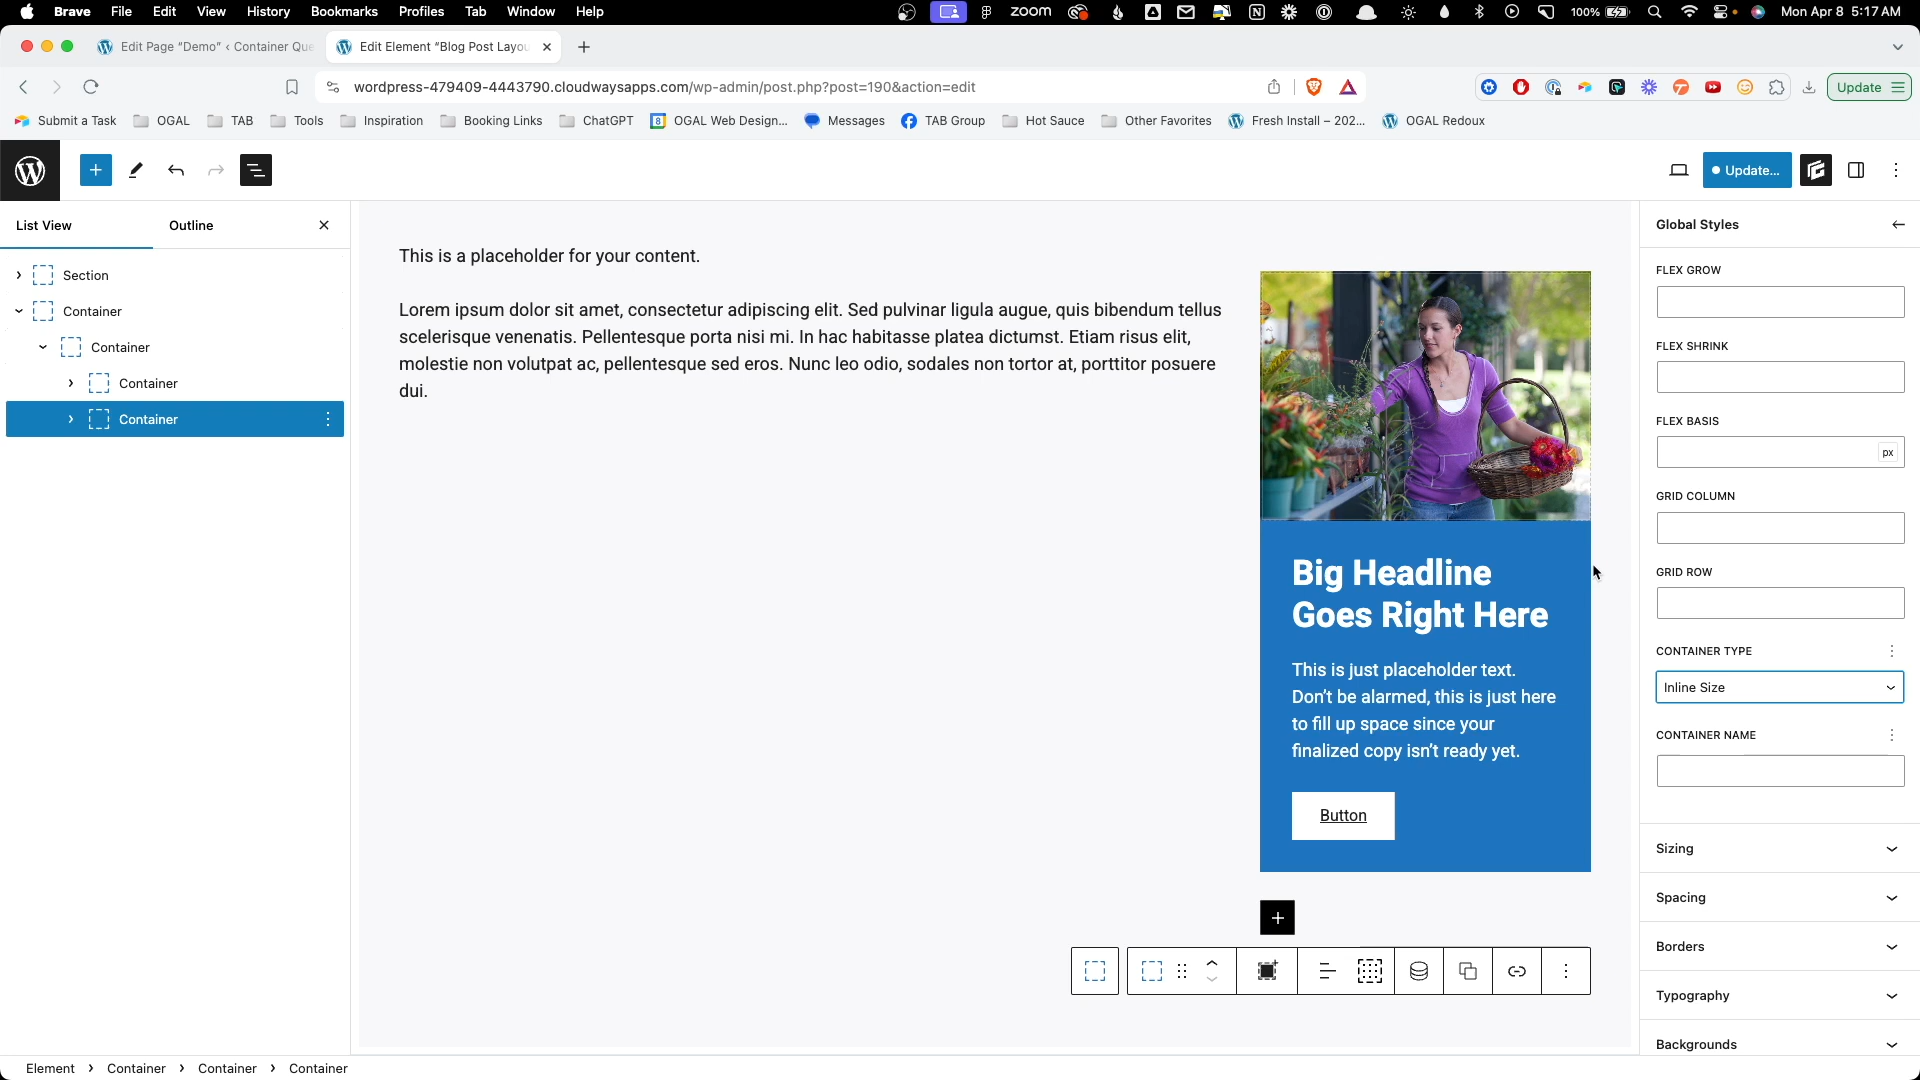 Brave File Edit View History Bookmarks Profiles Tab Window Help
zoom 100% Mon Apr 8 5:17 AM
Edit Page "Demo" ‹ Container Que
Edit Element "Blog Post Layou
wordpress-479409-4443790.cloudwaysapps.com/wp-admin/post.php?post=190&action=edit
Update
Submit a Task OGAL TAB Tools Inspiration Booking Links ChatGPT OGAL Web Design... Messages TAB Group Hot Sauce Other Favorites Fresh Install – 202... OGAL Redoux
Update...
List View Outline
Section
Container
Container
Container
Container
This is a placeholder for your content.
Lorem ipsum dolor sit amet, consectetur adipiscing elit. Sed pulvinar ligula augue, quis bibendum tellus
scelerisque venenatis. Pellentesque porta nisi mi. In hac habitasse platea dictumst. Etiam risus elit,
molestie non volutpat ac, pellentesque sed eros. Nunc leo odio, sodales non tortor at, porttitor posuere
dui.
Big Headline
Goes Right Here
This is just placeholder text.
Don't be alarmed, this is just here
to fill up space since your
finalized copy isn't ready yet.
Button
Global Styles
FLEX GROW
FLEX SHRINK
FLEX BASIS
px
GRID COLUMN
GRID ROW
CONTAINER TYPE
Inline Size
CONTAINER NAME
Sizing
Spacing
Borders
Typography
Backgrounds
Element › Container › Container › Container